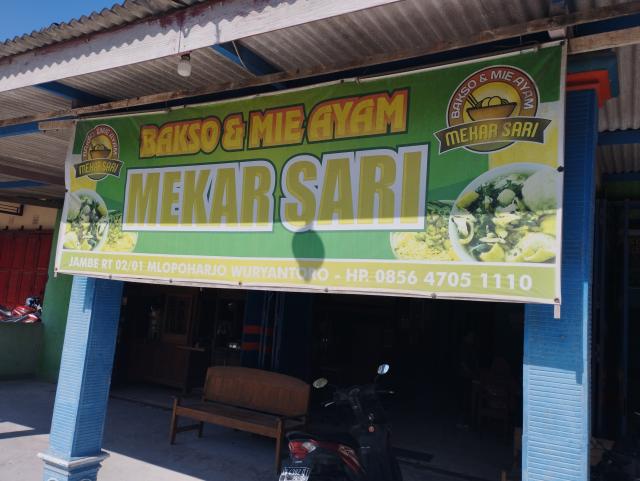 BAKSO & MIE AYAM
MEKAR SARI
BAKSO & MIE AYAM
MEKAR SARI
BAKSO & MIE AYAM
MEKAR SARI
JAMBE RT 02/01 MLOPOHARJO WURYANTORO - HP. 0856 4705 1110